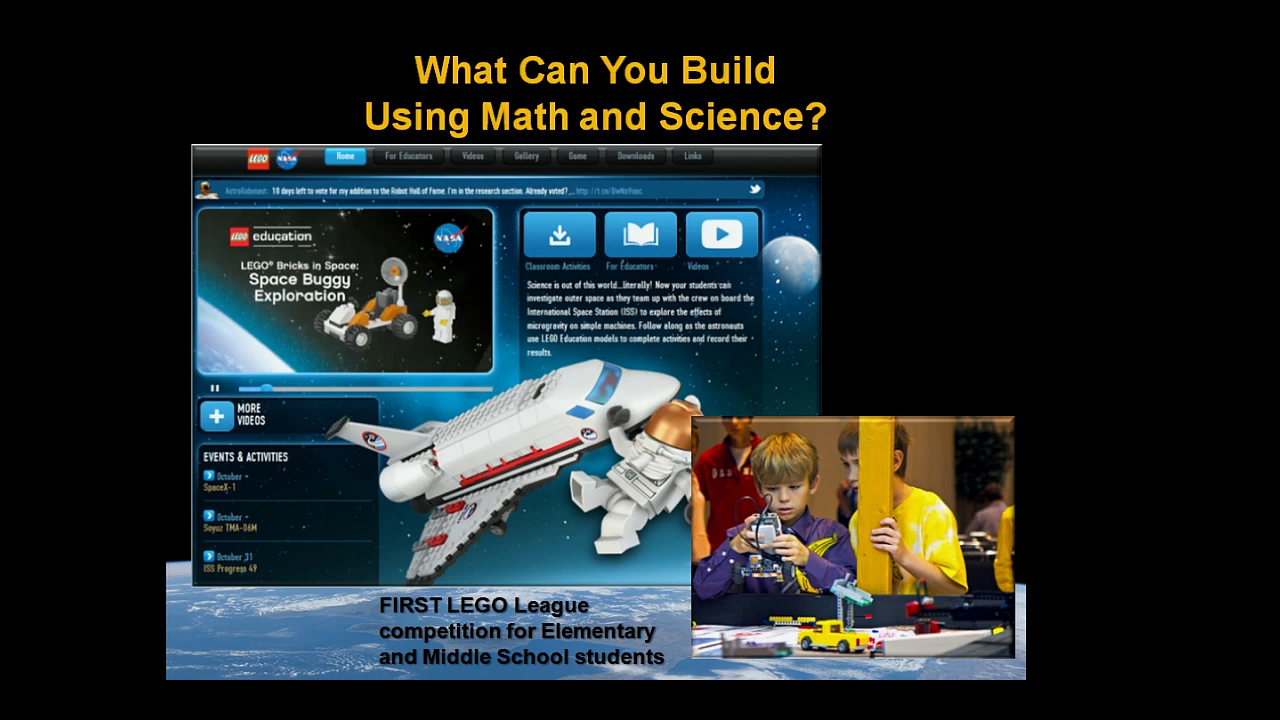 What Can You Build
Using Math and Science?
LEGO NASA Home For Educators Videos Gallery Game Downloads Links
AstroRobonaut: 18 days left to vote for my addition to the Robot Hall of Fame. I'm in the research section. Already voted?...
LEGO education
NASA
LEGO® Bricks in Space:
Space Buggy
Exploration
Classroom Activities For Educators Videos
Science is out of this world...literally! Now your students can
investigate outer space as they team up with the crew on board the
International Space Station (ISS) to explore the effects of
microgravity on simple machines. Follow along as the astronauts
use LEGO Education models to complete activities and record their
results.
MORE
VIDEOS
EVENTS & ACTIVITIES
October -
SpaceX-1
October -
Soyuz TMA-06M
October 31
ISS Progress 49
FIRST LEGO League
competition for Elementary
and Middle School students